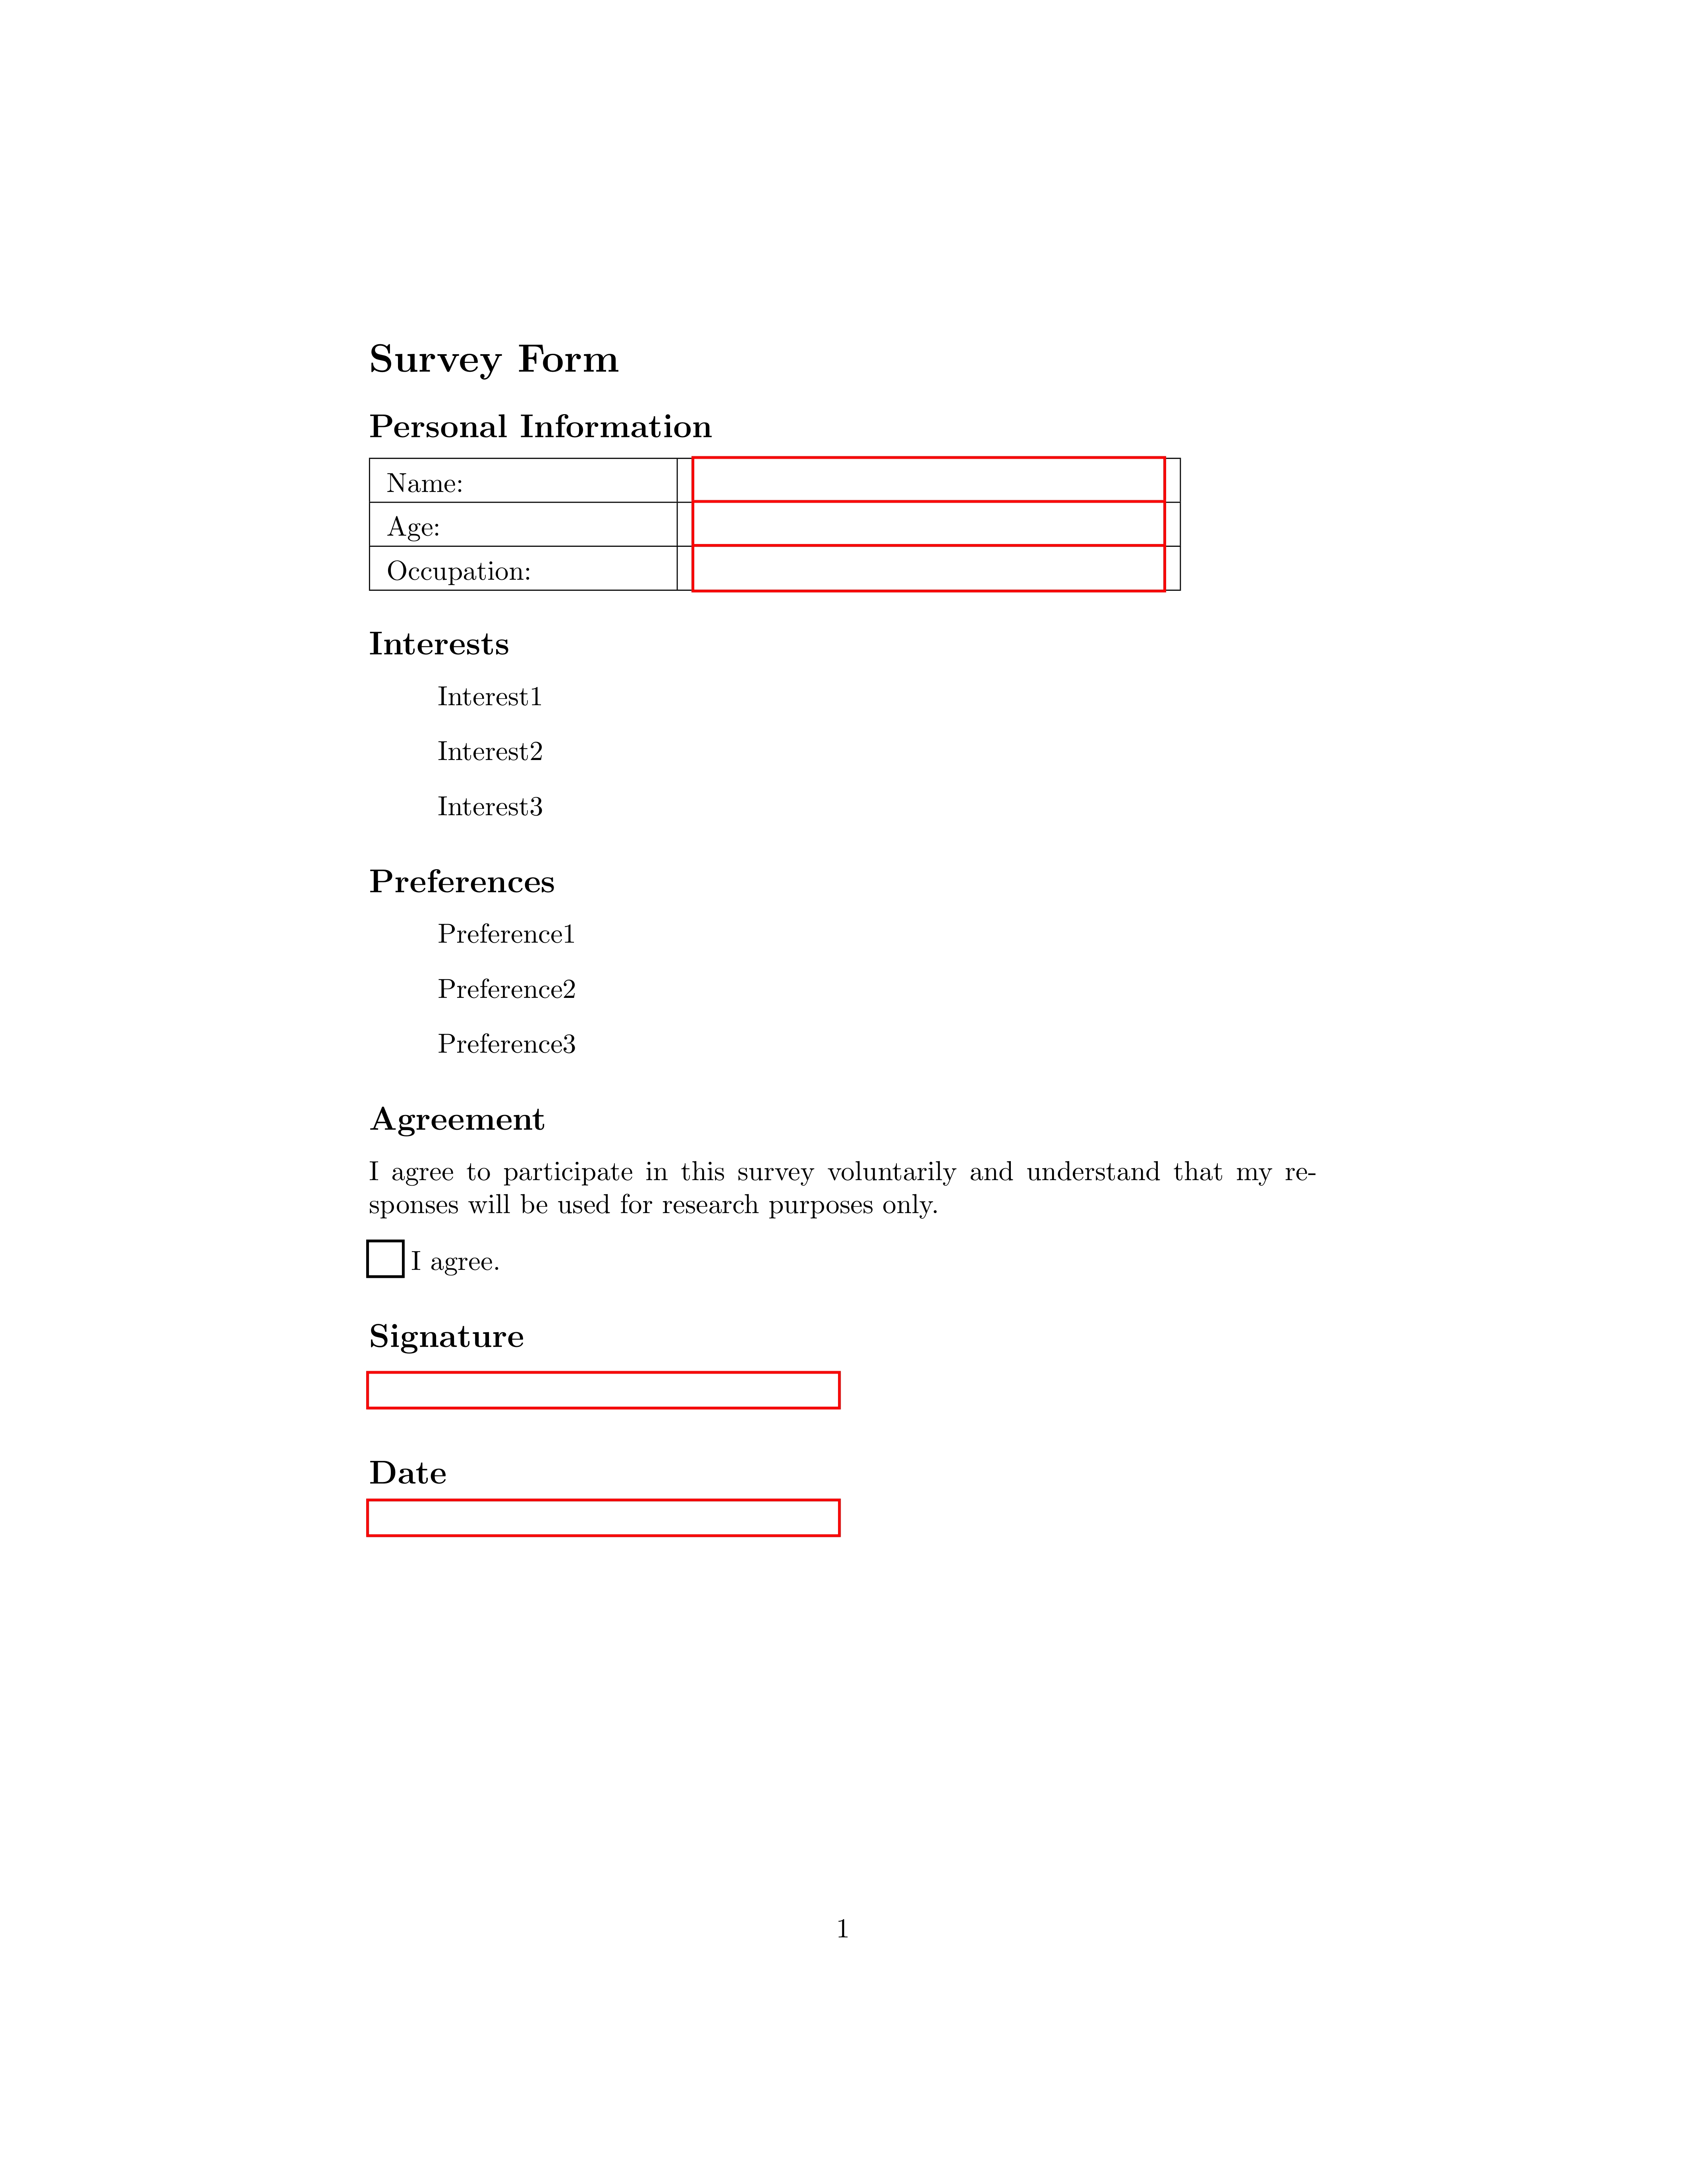 Survey Form
Personal Information
Name:
Age:
Occupation:
Interests
Interest1
Interest2
Interest3
Preferences
Preference1
Preference2
Preference3
Agreement
I agree to participate in this survey voluntarily and understand that my re-
sponses will be used for research purposes only.
I agree.
Signature
Date
1